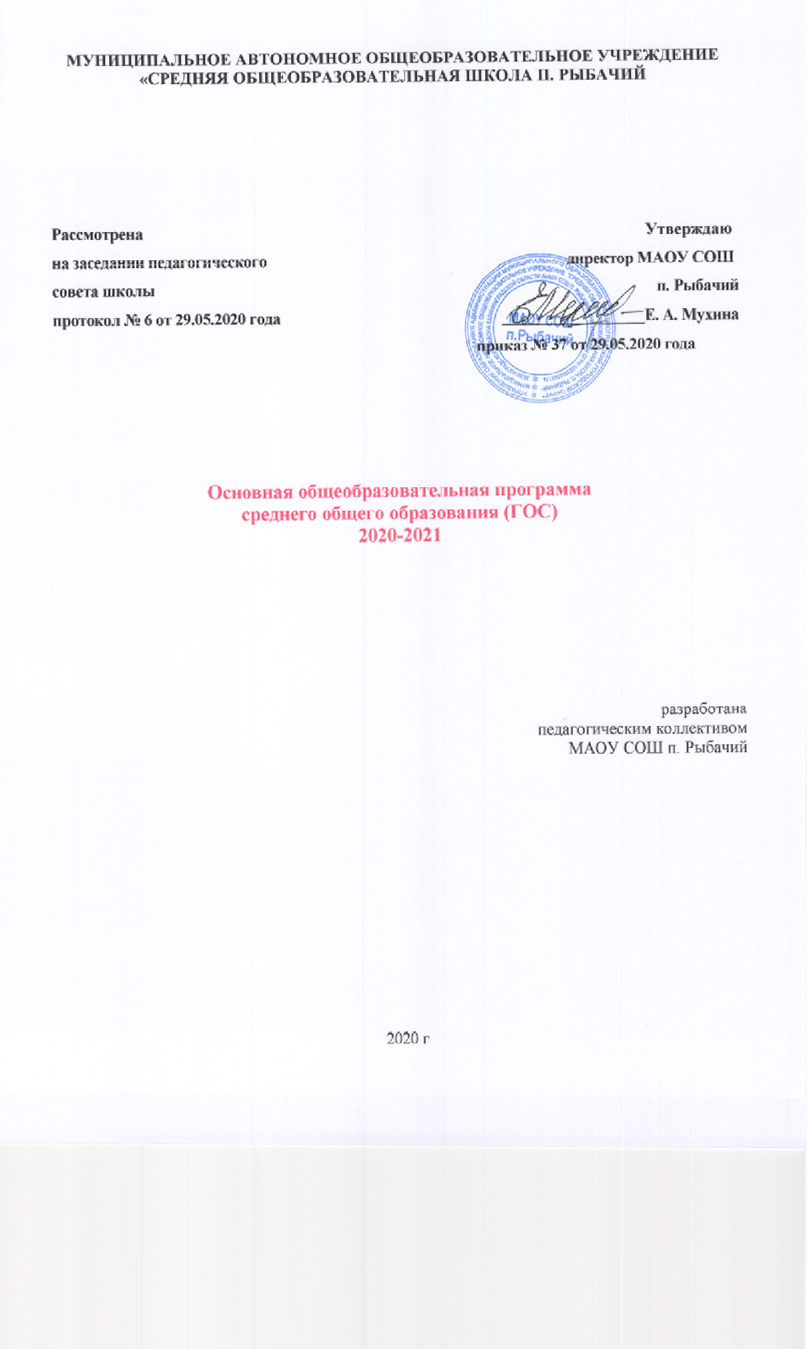 МУНИЦИПАЛЬНОЕ АВТОНОМНОЕ ОБЩЕОБРАЗОВАТЕЛЬНОЕ УЧРЕЖДЕНИЕ
«СРЕДНЯЯ ОБЩЕОБРАЗОВАТЕЛЬНАЯ ШКОЛА П. РЫБАЧИЙ
Рассмотрена
на заседании педагогического
совета школы
протокол № 6 от 29.05.2020 года
Утверждаю
директор МАОУ СОШ
п. Рыбачий
Е. А. Мухина
приказ № 37 от 29.05.2020 года
МАОУ СОШ
п.Рыбачий
Основная общеобразовательная программа
среднего общего образования (ГОС)
2020-2021
разработана
педагогическим коллективом
МАОУ СОШ п. Рыбачий
2020 г